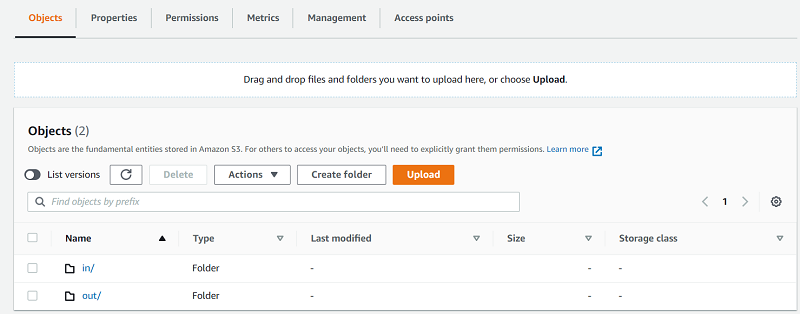 Objects Properties Permissions Metrics Management Access points
Drag and drop files and folders you want to upload here, or choose Upload.
Objects (2)
Objects are the fundamental entities stored in Amazon S3. For others to access your objects, you'll need to explicitly grant them permissions. Learn more
List versions Delete Actions Create folder Upload
Find objects by prefix 1
Name Type Last modified Size Storage class
in/ Folder - - -
out/ Folder - - -